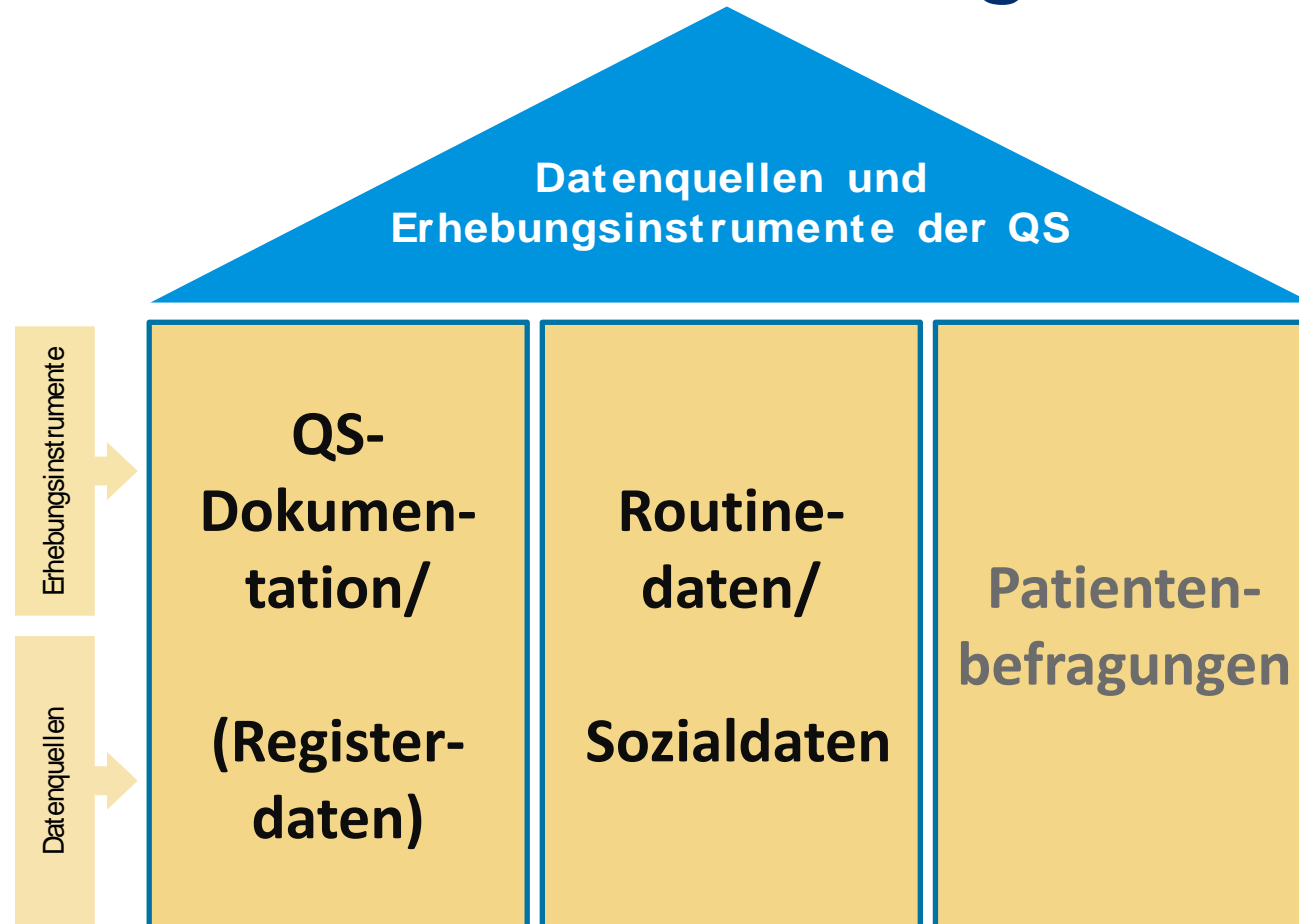 Datenquellen und
Erhebungsinstrumente der QS
Erhebungsinstrumente
Datenquellen
QS-
Dokumen-
tation/
(Register-
daten)
Routine-
daten/
Sozialdaten
Patienten-
befragungen